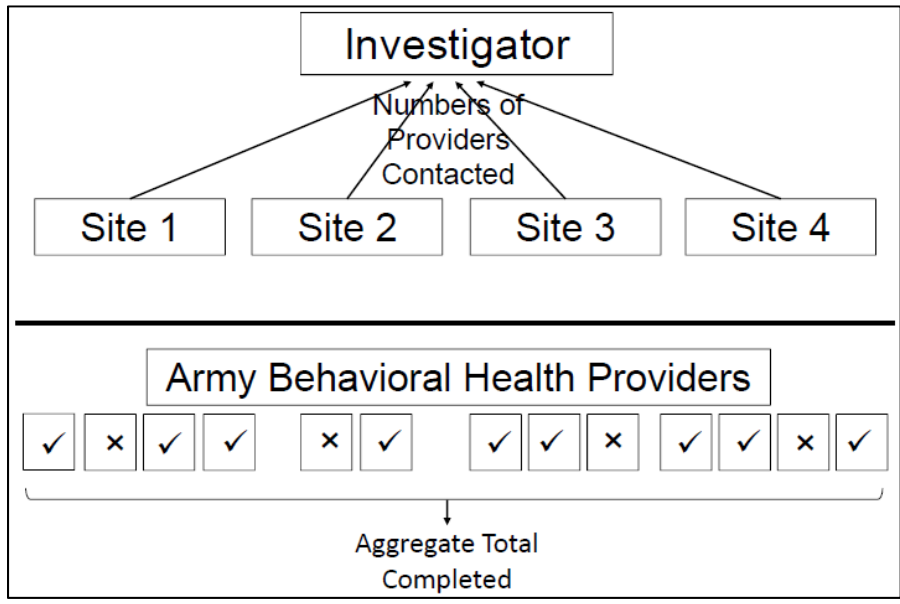 Investigator
Numbers of
Providers
Contacted
Site 1 Site 2 Site 3 Site 4
Army Behavioral Health Providers
✓ × ✓ ✓ × ✓ ✓ ✓ × ✓ ✓ × ✓
Aggregate Total
Completed